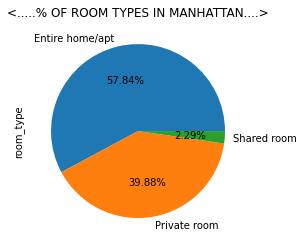 <.....% OF ROOM TYPES IN MANHATTAN....>
Entire home/apt
57.84%
room_type
2.29%
Shared room
39.88%
Private room